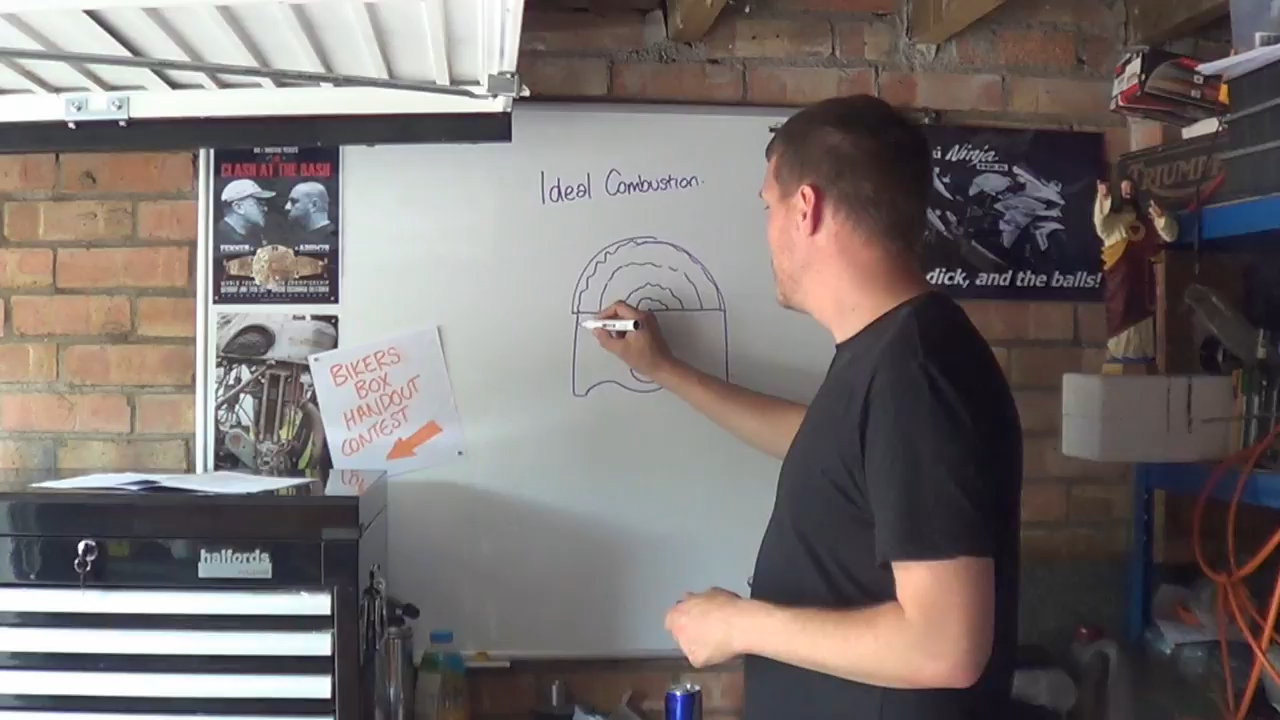 CLASH AT THE BASH
Ideal Combustion.
Ninja
TRIUMPH
dick, and the balls!
BIKERS
BOX
HANDOUT
CONTEST
halfords